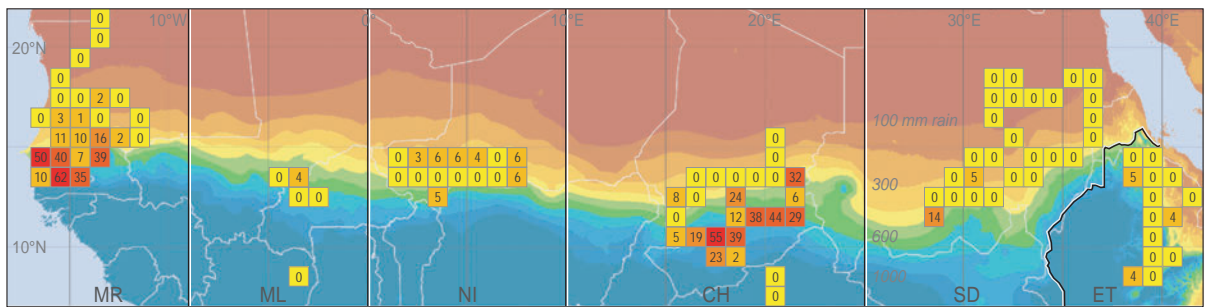 0 10°W 0° 10°E 20°E 30°E 40°E
0
20°N 0
0 0 0 0 0
0 0 2 0 0 0 0 0 0
0 3 1 0 0 100 mm rain 0 0
11 10 16 2 0 0 0 0
50 40 7 39 0 3 6 6 4 0 6 0 0 0 0 0 0 0 0
10 62 35 0 4 0 0 0 0 0 0 6 0 0 0 0 0 32 300 0 5 0 0 5 0
0 0 5 8 0 24 6 0 0 0 0 0 0
0 12 38 44 29 14 0 4
10°N 5 19 55 39 600 0
23 2 0 0
0 0 1000 4 0
MR ML NI CH 0 SD ET